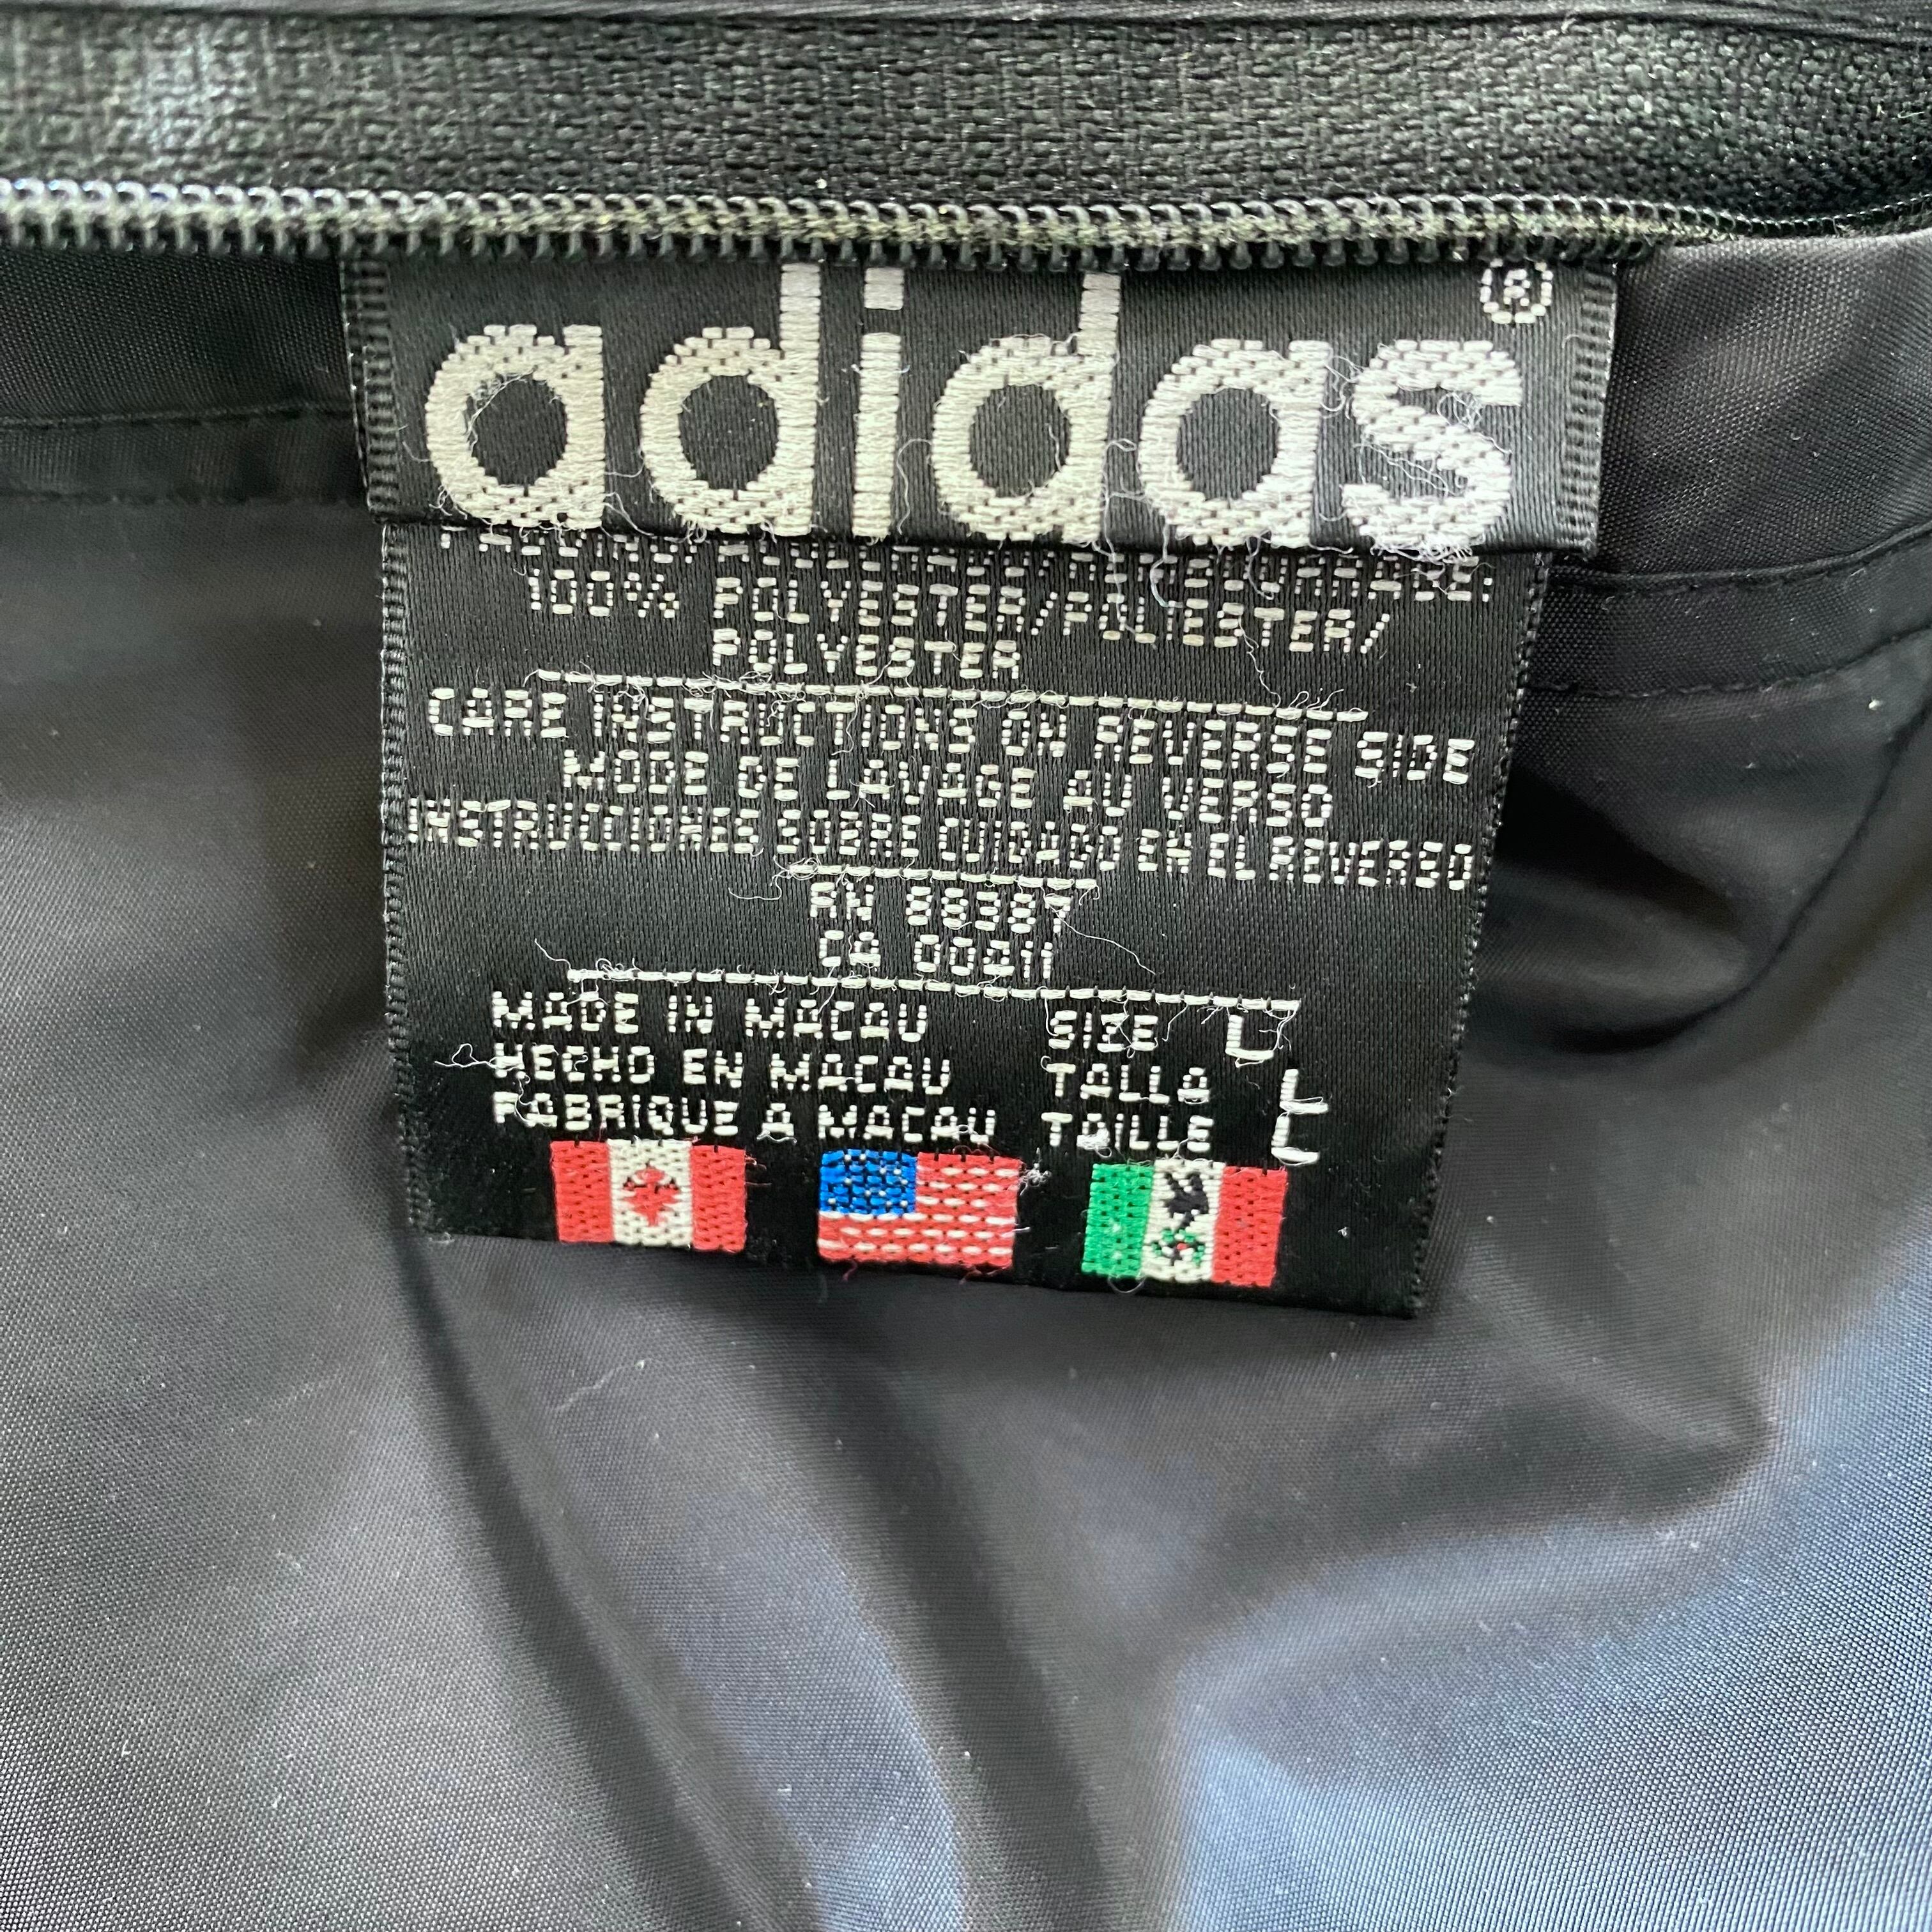 adidas®
100% POLYESTER/POLIESTER/
POLYESTER
CARE INSTRUCTIONS ON REVERSE SIDE
MODE DE LAVAGE AU VERSO
INSTRUCCIONES SOBRE CUIDADO EN EL REVERSO
RN 88387
CA 00411
MADE IN MACAU SIZE L
HECHO EN MACAU TALLA L
FABRIQUE A MACAU TAILLE L